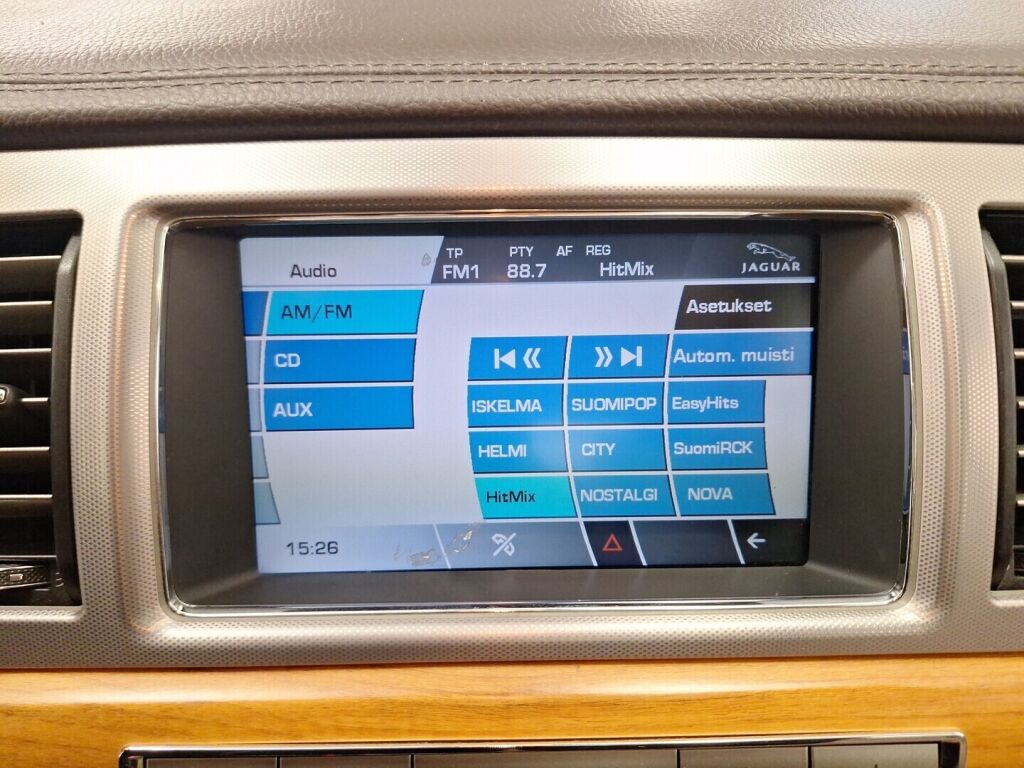 Audio
TP PTY AF REG
FM1 88.7 HitMix
JAGUAR
AM/FM
Asetukset
CD
Autom. muisti
AUX
ISKELMA SUOMIPOP EasyHits
HELMI CITY SuomiRCK
HitMix NOSTALGI NOVA
15:26